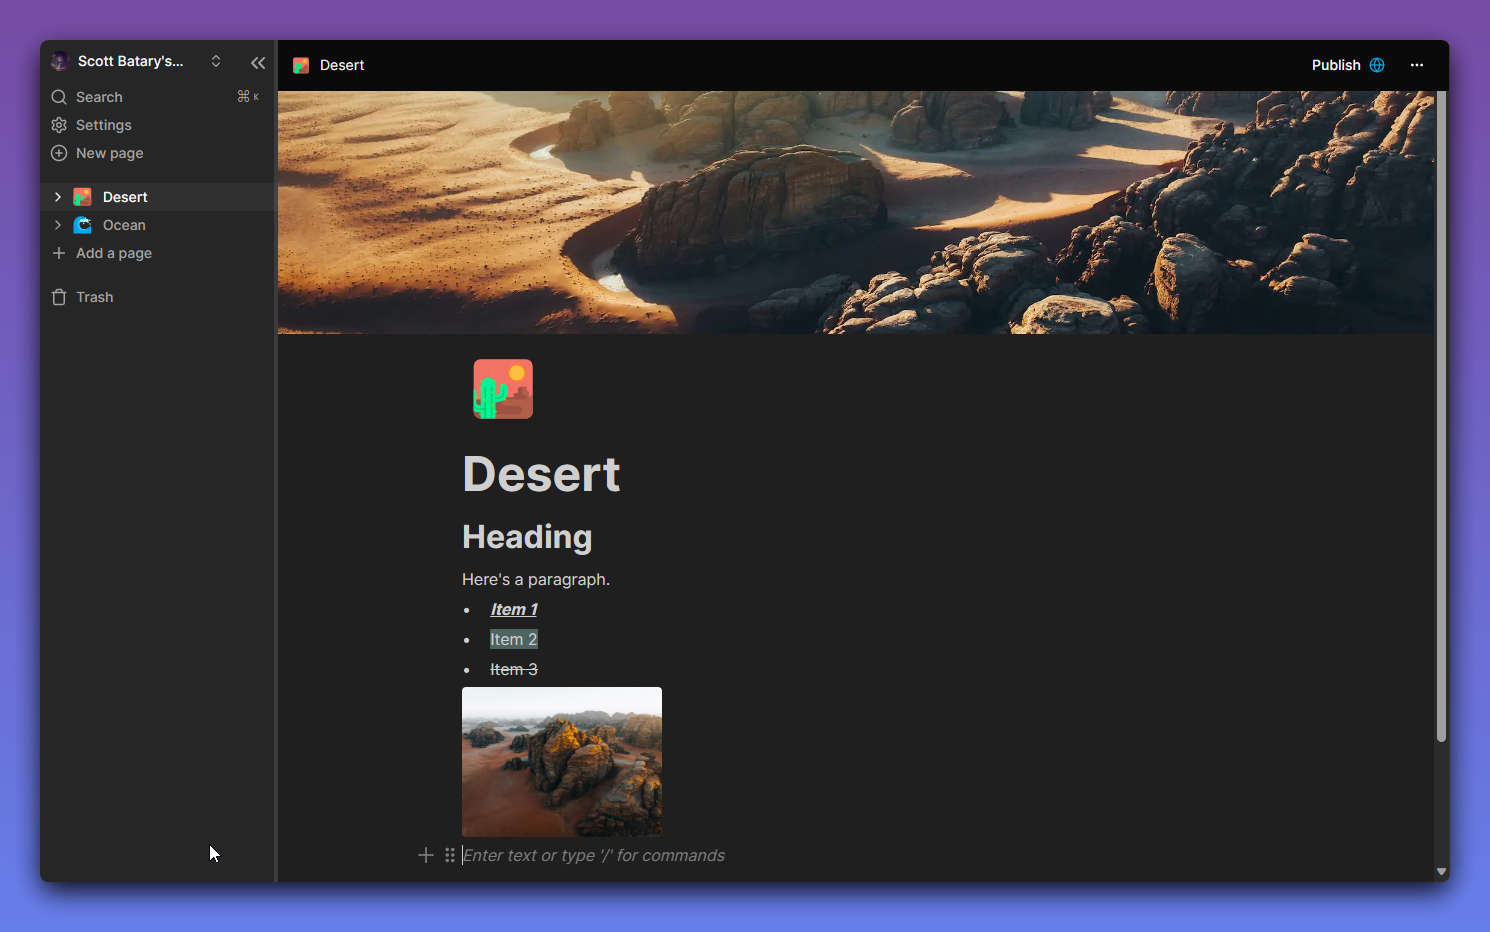 Scott Batary's...
Search ⌘ K
Settings
New page
Desert
Ocean
Add a page
Trash
Desert
Publish
Desert
Heading
Here's a paragraph.
• Item 1
• Item 2
• Item 3
Enter text or type '/' for commands